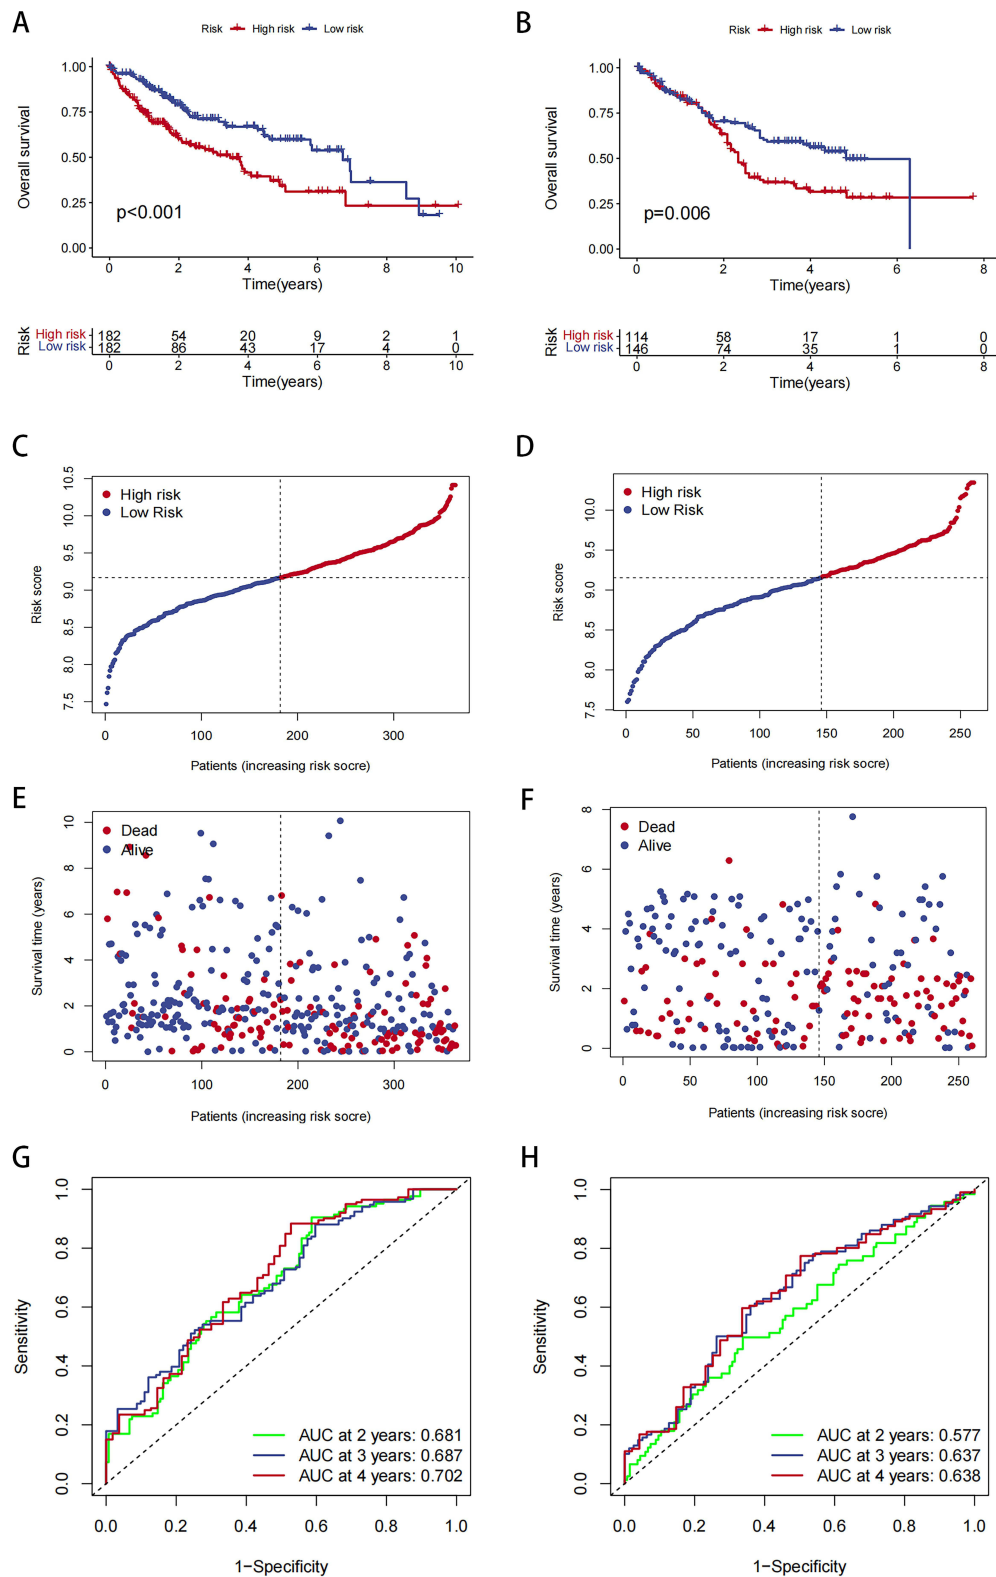 A
Risk High risk Low risk
1.00
0.75
0.50
0.25
0.00
Overall survival
p<0.001
0 2 4 6 8 10
Time(years)
Risk
High risk 182 54 20 9 2 1
Low risk 182 86 43 17 4 0
0 2 4 6 8 10
Time(years)
B
Risk High risk Low risk
1.00
0.75
0.50
0.25
0.00
Overall survival
p=0.006
0 2 4 6 8
Time(years)
Risk
High risk 114 58 17 1 0
Low risk 146 74 35 1 0
0 2 4 6 8
Time(years)
C
High risk
Low Risk
10.5
10.0
9.5
9.0
8.5
8.0
7.5
Risk score
0 100 200 300
Patients (increasing risk socre)
D
High risk
Low Risk
10.0
9.5
9.0
8.5
8.0
7.5
Risk score
0 50 100 150 200 250
Patients (increasing risk socre)
E
Dead
Alive
10
8
6
4
2
0
Survival time (years)
0 100 200 300
Patients (increasing risk socre)
F
Dead
Alive
8
6
4
2
0
Survival time (years)
0 50 100 150 200 250
Patients (increasing risk socre)
G
1.0
0.8
0.6
0.4
0.2
0.0
Sensitivity
AUC at 2 years: 0.681
AUC at 3 years: 0.687
AUC at 4 years: 0.702
0.0 0.2 0.4 0.6 0.8 1.0
1−Specificity
H
1.0
0.8
0.6
0.4
0.2
0.0
Sensitivity
AUC at 2 years: 0.577
AUC at 3 years: 0.637
AUC at 4 years: 0.638
0.0 0.2 0.4 0.6 0.8 1.0
1−Specificity